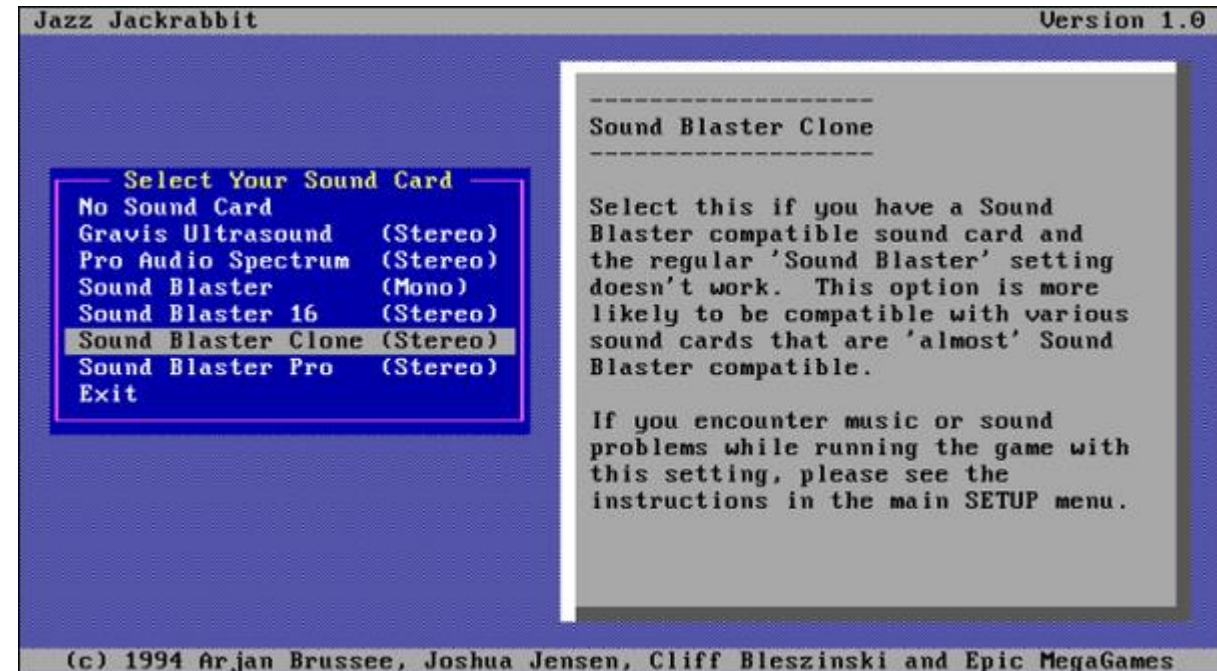 Jazz Jackrabbit Version 1.0
Select Your Sound Card
No Sound Card
Gravis Ultrasound (Stereo)
Pro Audio Spectrum (Stereo)
Sound Blaster (Mono)
Sound Blaster 16 (Stereo)
Sound Blaster Clone (Stereo)
Sound Blaster Pro (Stereo)
Exit
-------------------
Sound Blaster Clone
-------------------
Select this if you have a Sound
Blaster compatible sound card and
the regular 'Sound Blaster' setting
doesn't work.  This option is more
likely to be compatible with various
sound cards that are 'almost' Sound
Blaster compatible.
If you encounter music or sound
problems while running the game with
this setting, please see the
instructions in the main SETUP menu.
(c) 1994 Arjan Brussee, Joshua Jensen, Cliff Bleszinski and Epic MegaGames